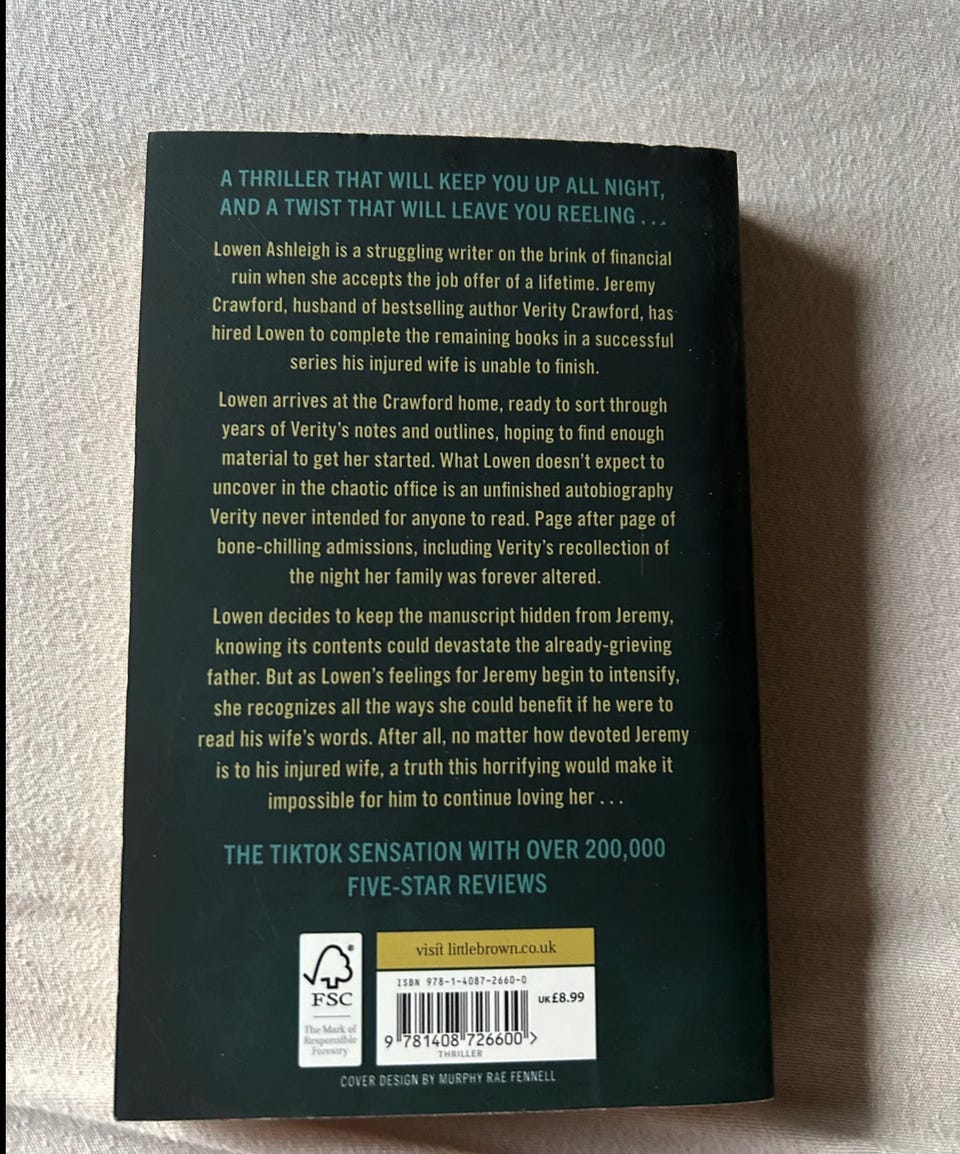 A THRILLER THAT WILL KEEP YOU UP ALL NIGHT,
AND A TWIST THAT WILL LEAVE YOU REELING . . .
Lowen Ashleigh is a struggling writer on the brink of financial
ruin when she accepts the job offer of a lifetime. Jeremy
Crawford, husband of bestselling author Verity Crawford, has
hired Lowen to complete the remaining books in a successful
series his injured wife is unable to finish.
Lowen arrives at the Crawford home, ready to sort through
years of Verity's notes and outlines, hoping to find enough
material to get her started. What Lowen doesn't expect to
uncover in the chaotic office is an unfinished autobiography
Verity never intended for anyone to read. Page after page of
bone-chilling admissions, including Verity's recollection of
the night her family was forever altered.
Lowen decides to keep the manuscript hidden from Jeremy,
knowing its contents could devastate the already-grieving
father. But as Lowen's feelings for Jeremy begin to intensify,
she recognizes all the ways she could benefit if he were to
read his wife's words. After all, no matter how devoted Jeremy
is to his injured wife, a truth this horrifying would make it
impossible for him to continue loving her . . .
THE TIKTOK SENSATION WITH OVER 200,000
FIVE-STAR REVIEWS
visit littlebrown.co.uk
ISBN 978-1-4087-2660-0
UK£8.99
9 781408 726600 >
THRILLER
®
FSC
The Mark of
Responsible
Forestry
COVER DESIGN BY MURPHY RAE FENNELL